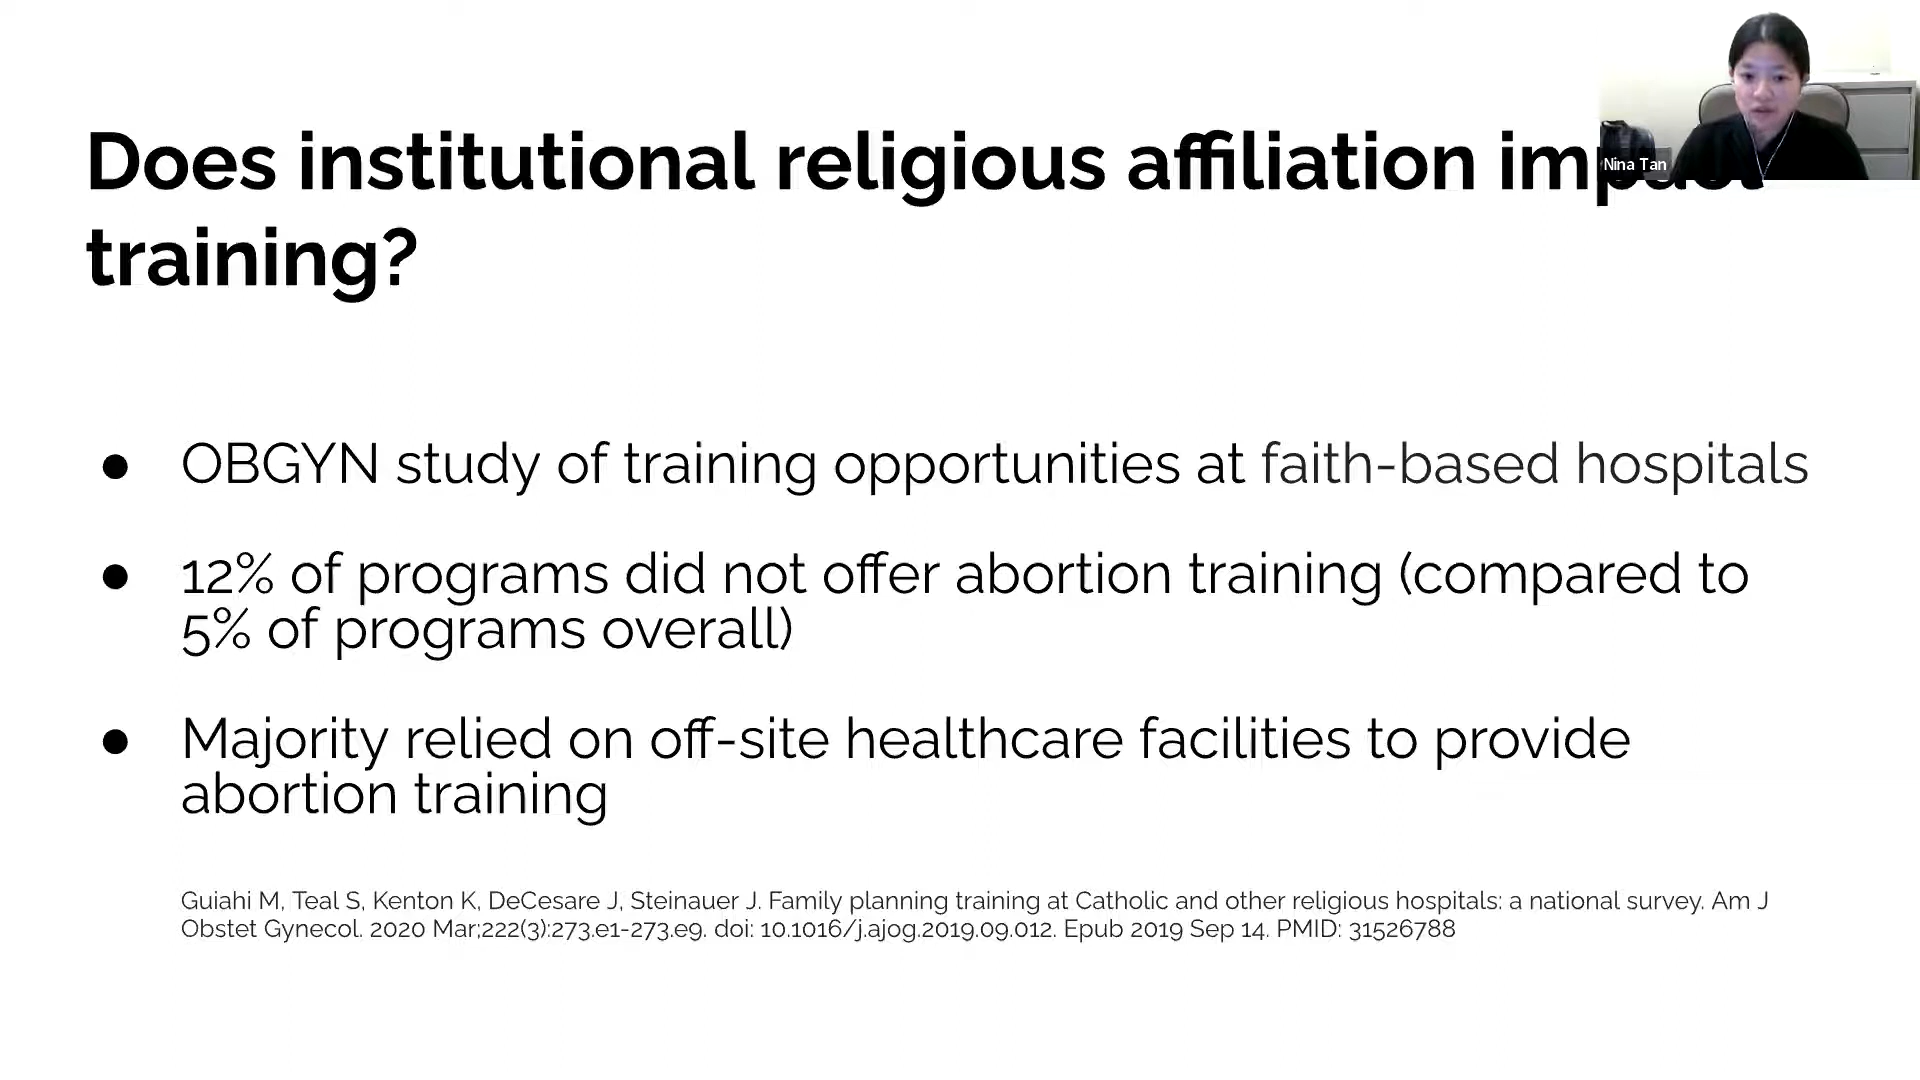 Does institutional religious affiliation impact
training?
Nina Tan
● OBGYN study of training opportunities at faith-based hospitals
● 12% of programs did not offer abortion training (compared to
5% of programs overall)
● Majority relied on off-site healthcare facilities to provide
abortion training
Guiahi M, Teal S, Kenton K, DeCesare J, Steinauer J. Family planning training at Catholic and other religious hospitals: a national survey. Am J
Obstet Gynecol. 2020 Mar;222(3):273.e1-273.e9. doi: 10.1016/j.ajog.2019.09.012. Epub 2019 Sep 14. PMID: 31526788